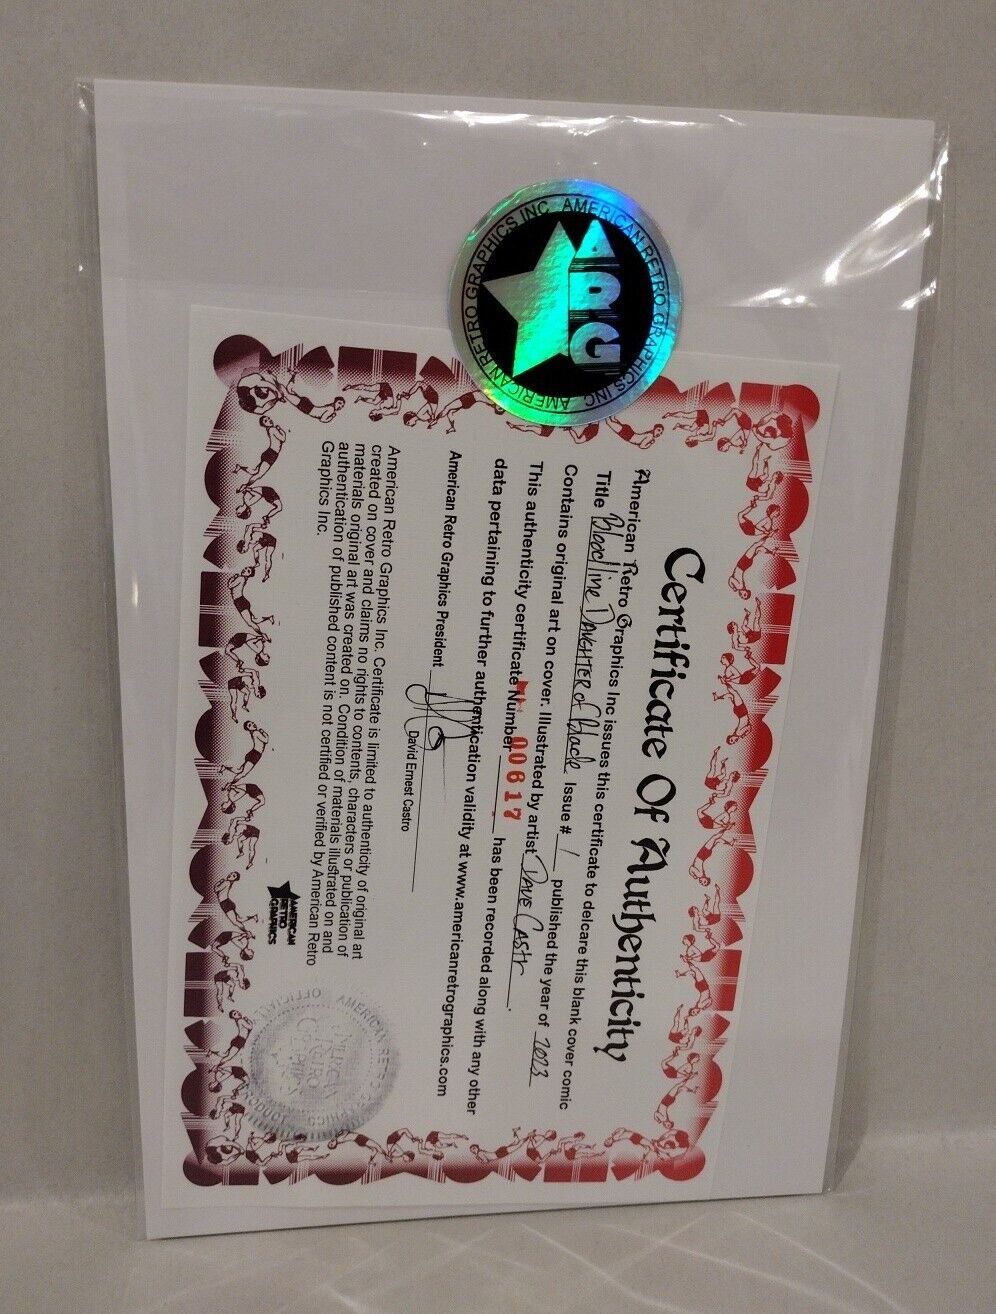 AMERICAN RETRO GRAPHICS INC. AMERICAN RETRO GRAPHICS INC.
ARG
Certificate Of Authenticity
American Retro Graphics Inc issues this certificate to delcare this blank cover comic
Title Bloodline Daughter of Blade Issue # 1 published the year of 2023
Contains original art on cover. Illustrated by artist Dave Castr.
This authenticity certificate Number 00617 has been recorded along with any other
data pertaining to further authentication validity at www.americanretrographics.com
American Retro Graphics President
David Ernest Castro
American Retro Graphics Inc. Certificate is limited to authenticity of original art
created on cover and claims no rights to contents, characters or publication of
materials original art was created on. Condition of materials illustrated on and
authentication of published content is not certified or verified by American Retro
Graphics Inc.
AMERICAN
RETRO
GRAPHICS